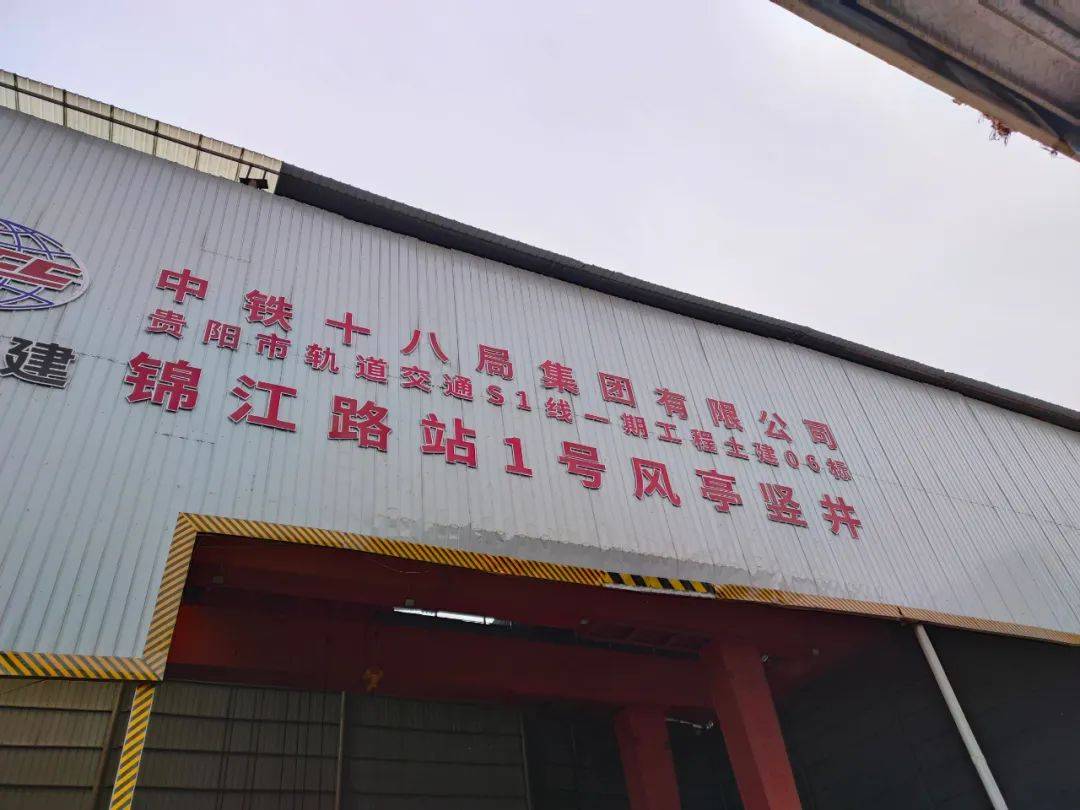 中铁十八局集团有限公司
贵阳市轨道交通S1线一期工程土建06标
锦江路站1号风亭竖井
建